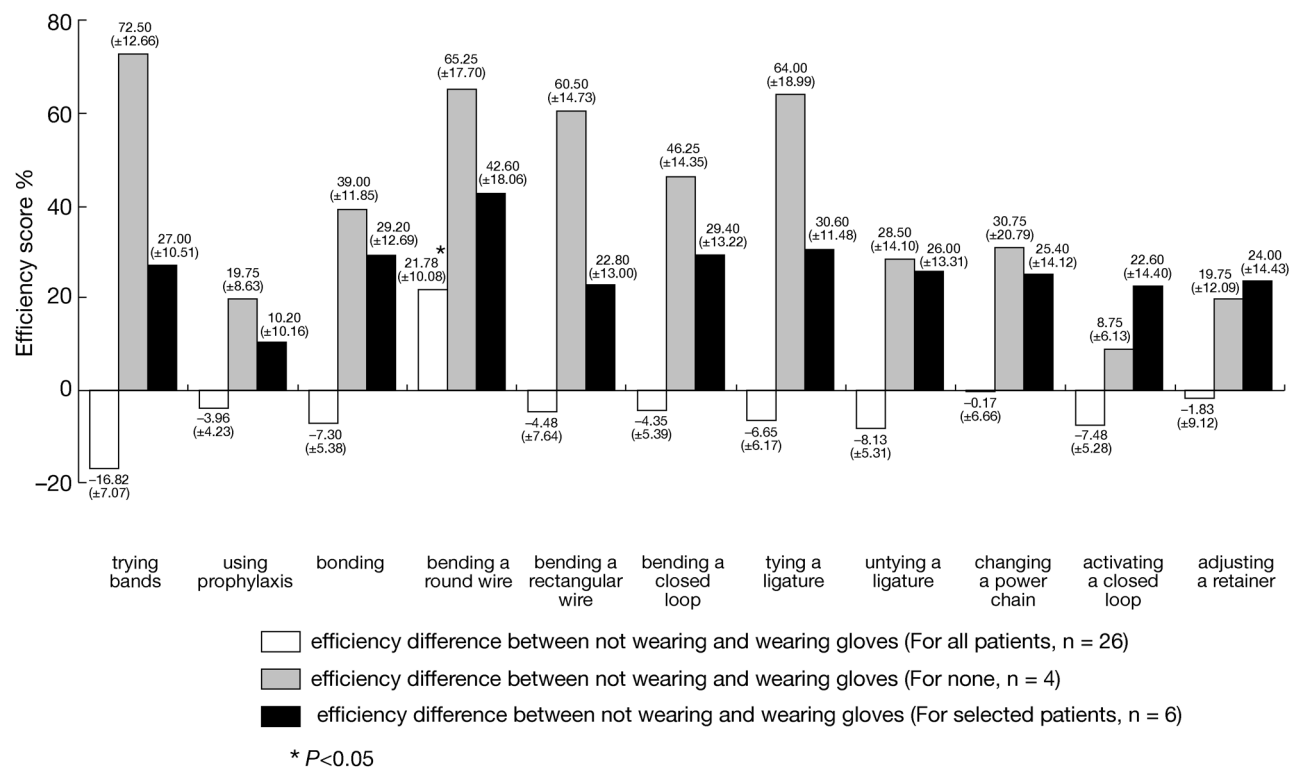 80
60
40
20
0
−20
Efficiency score %
72.50
(±12.66)
27.00
(±10.51)
−16.82
(±7.07)
19.75
(±8.63)
10.20
(±10.16)
−3.96
(±4.23)
39.00
(±11.85)
29.20
(±12.69)
−7.30
(±5.38)
65.25
(±17.70)
42.60
(±18.06)
*
21.78
(±10.08)
60.50
(±14.73)
22.80
(±13.00)
−4.48
(±7.64)
46.25
(±14.35)
29.40
(±13.22)
−4.35
(±5.39)
64.00
(±18.99)
30.60
(±11.48)
−6.65
(±6.17)
28.50
(±14.10)
26.00
(±13.31)
−8.13
(±5.31)
30.75
(±20.79)
25.40
(±14.12)
−0.17
(±6.66)
8.75
(±6.13)
22.60
(±14.40)
−7.48
(±5.28)
19.75
(±12.09)
24.00
(±14.43)
−1.83
(±9.12)
trying
bands
using
prophylaxis
bonding
bending a
round wire
bending a
rectangular
wire
bending a
closed
loop
tying a
ligature
untying a
ligature
changing
a power
chain
activating
a closed
loop
adjusting
a retainer
efficiency difference between not wearing and wearing gloves (For all patients, n = 26)
efficiency difference between not wearing and wearing gloves (For none, n = 4)
efficiency difference between not wearing and wearing gloves (For selected patients, n = 6)
* P<0.05